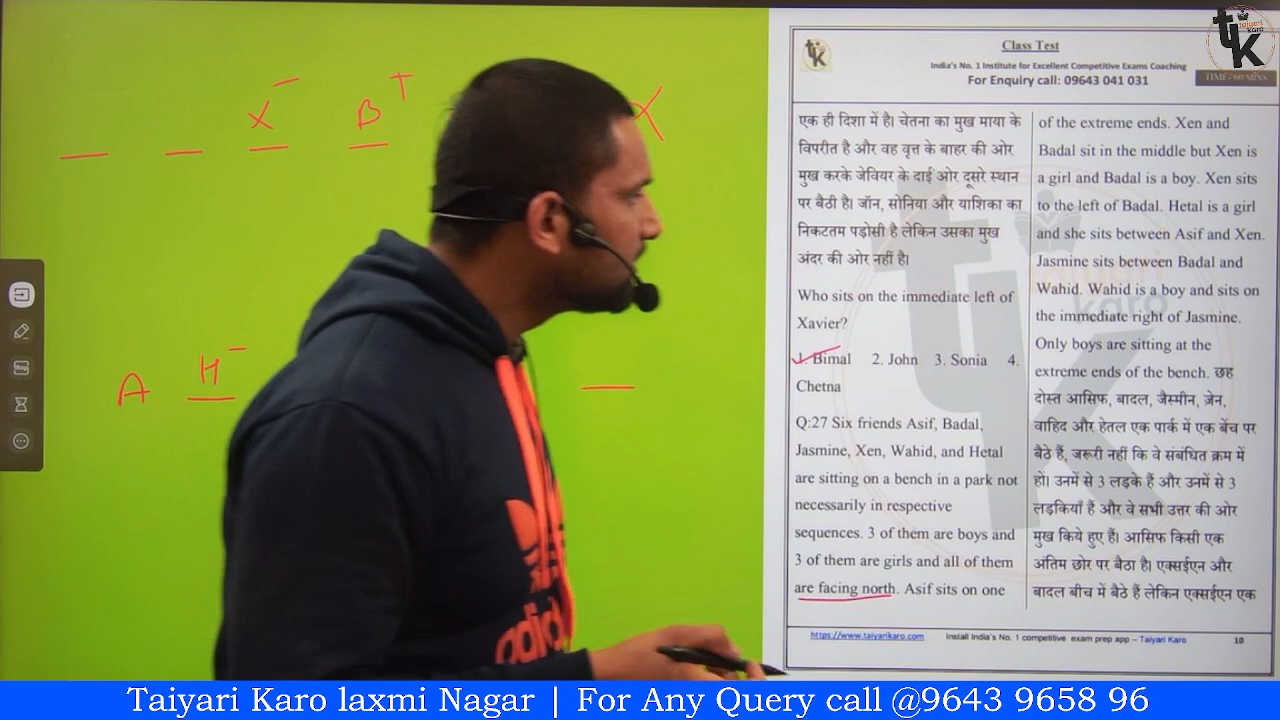 X - B +
A H -
tk
taiyari karo
TIME: 60 MINS
Class Test
India's No. 1 Institute for Excellent Competitive Exams Coaching
For Enquiry call: 09643 041 031
एक ही दिशा में है। चेतना का मुख माया के
विपरीत है और वह वृत्त के बाहर की ओर
मुख करके जेवियर के दाई ओर दूसरे स्थान
पर बैठी है। जॉन, सोनिया और याशिका का
निकटतम पड़ोसी है लेकिन उसका मुख
अंदर की ओर नहीं है।
Who sits on the immediate left of
Xavier?
1. Bimal 2. John 3. Sonia 4.
Chetna
Q:27 Six friends Asif, Badal,
Jasmine, Xen, Wahid, and Hetal
are sitting on a bench in a park not
necessarily in respective
sequences. 3 of them are boys and
3 of them are girls and all of them
are facing north. Asif sits on one
of the extreme ends. Xen and
Badal sit in the middle but Xen is
a girl and Badal is a boy. Xen sits
to the left of Badal. Hetal is a girl
and she sits between Asif and Xen.
Jasmine sits between Badal and
Wahid. Wahid is a boy and sits on
the immediate right of Jasmine.
Only boys are sitting at the
extreme ends of the bench. छह
दोस्त आसिफ, बादल, जैस्मीन, ज़ेन,
वाहिद और हेतल एक पार्क में एक बेंच पर
बैठे हैं, जरूरी नहीं कि वे संबंधित क्रम में
हों। उनमें से 3 लड़के हैं और उनमें से 3
लड़कियाँ हैं और वे सभी उत्तर की ओर
मुख किये हुए हैं। आसिफ किसी एक
अंतिम छोर पर बैठा है। एक्सईएन और
बादल बीच में बैठे हैं लेकिन एक्सईएन एक
https://www.taiyarikaro.com Install India's No. 1 competitive exam prep app – Taiyari Karo 10
Taiyari Karo laxmi Nagar | For Any Query call @9643 9658 96